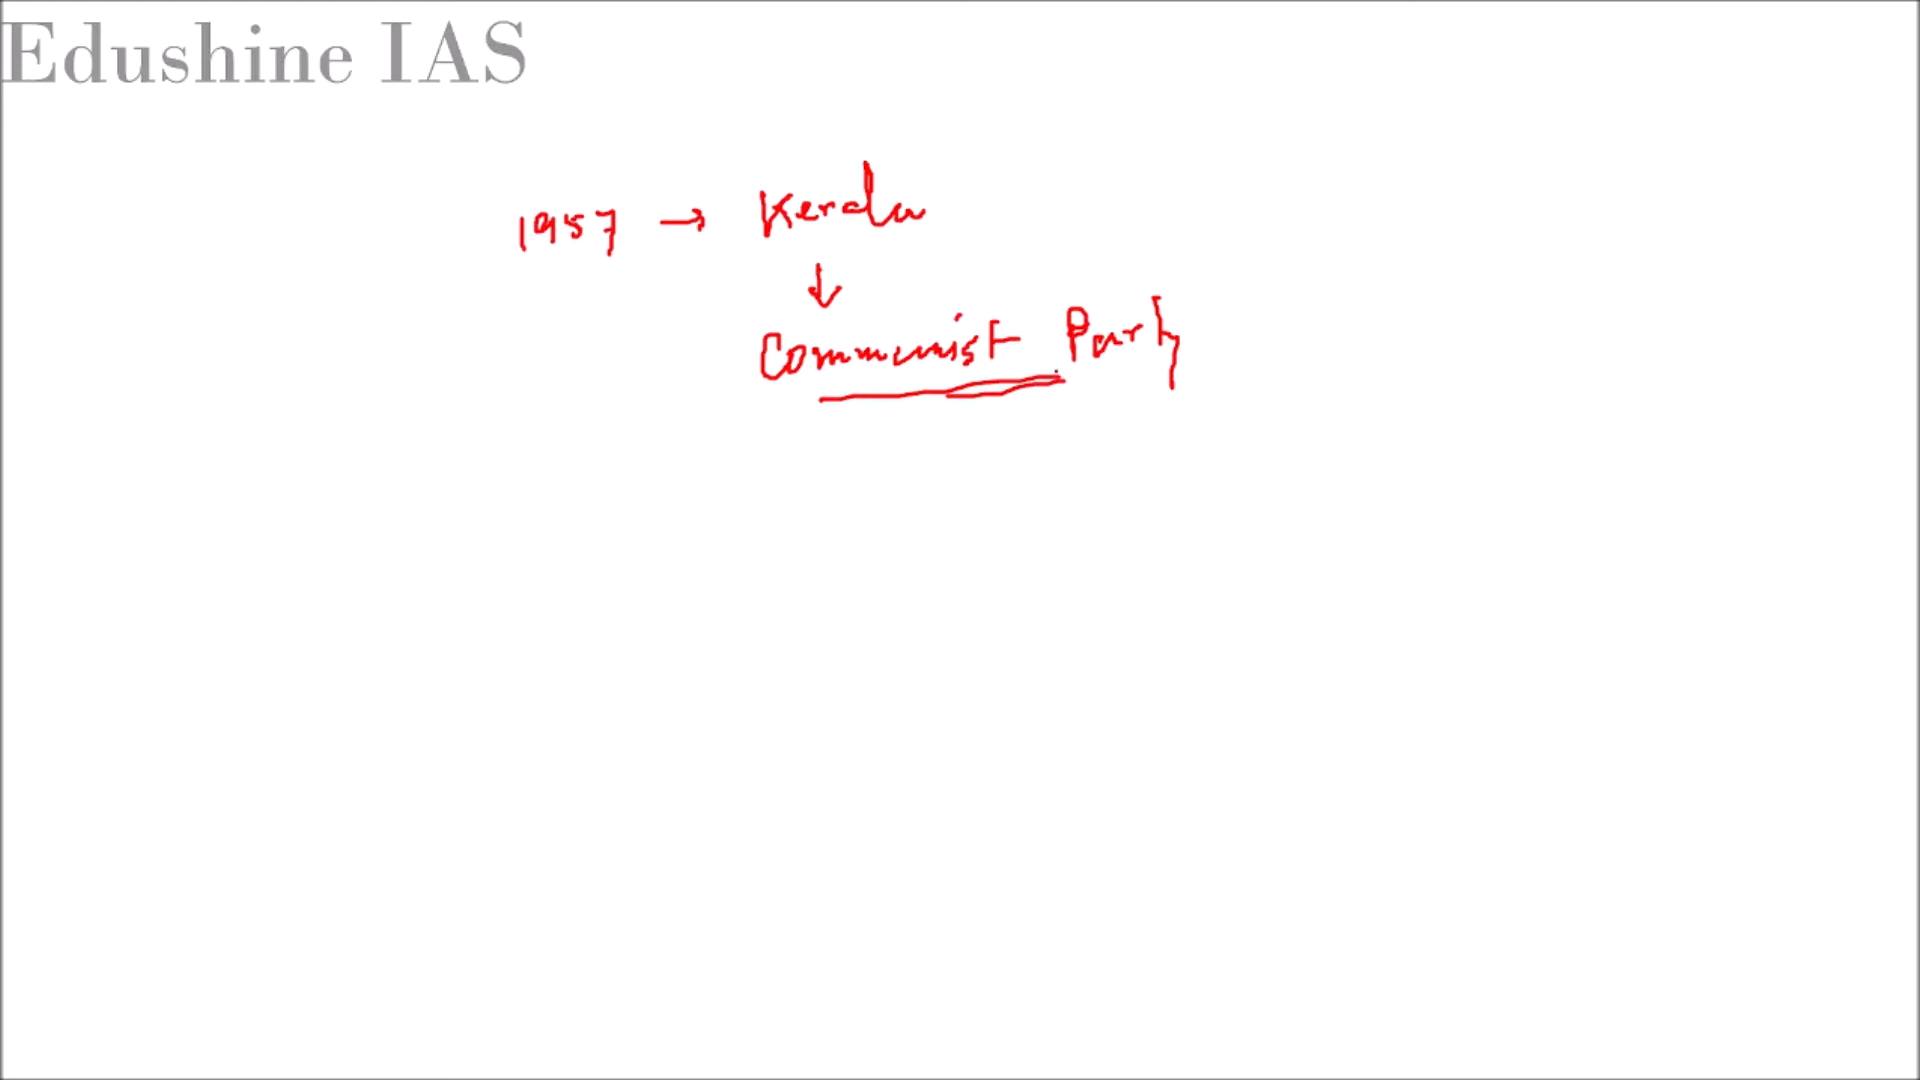 Edushine IAS
1957 → Kerala
↓
Communist Party